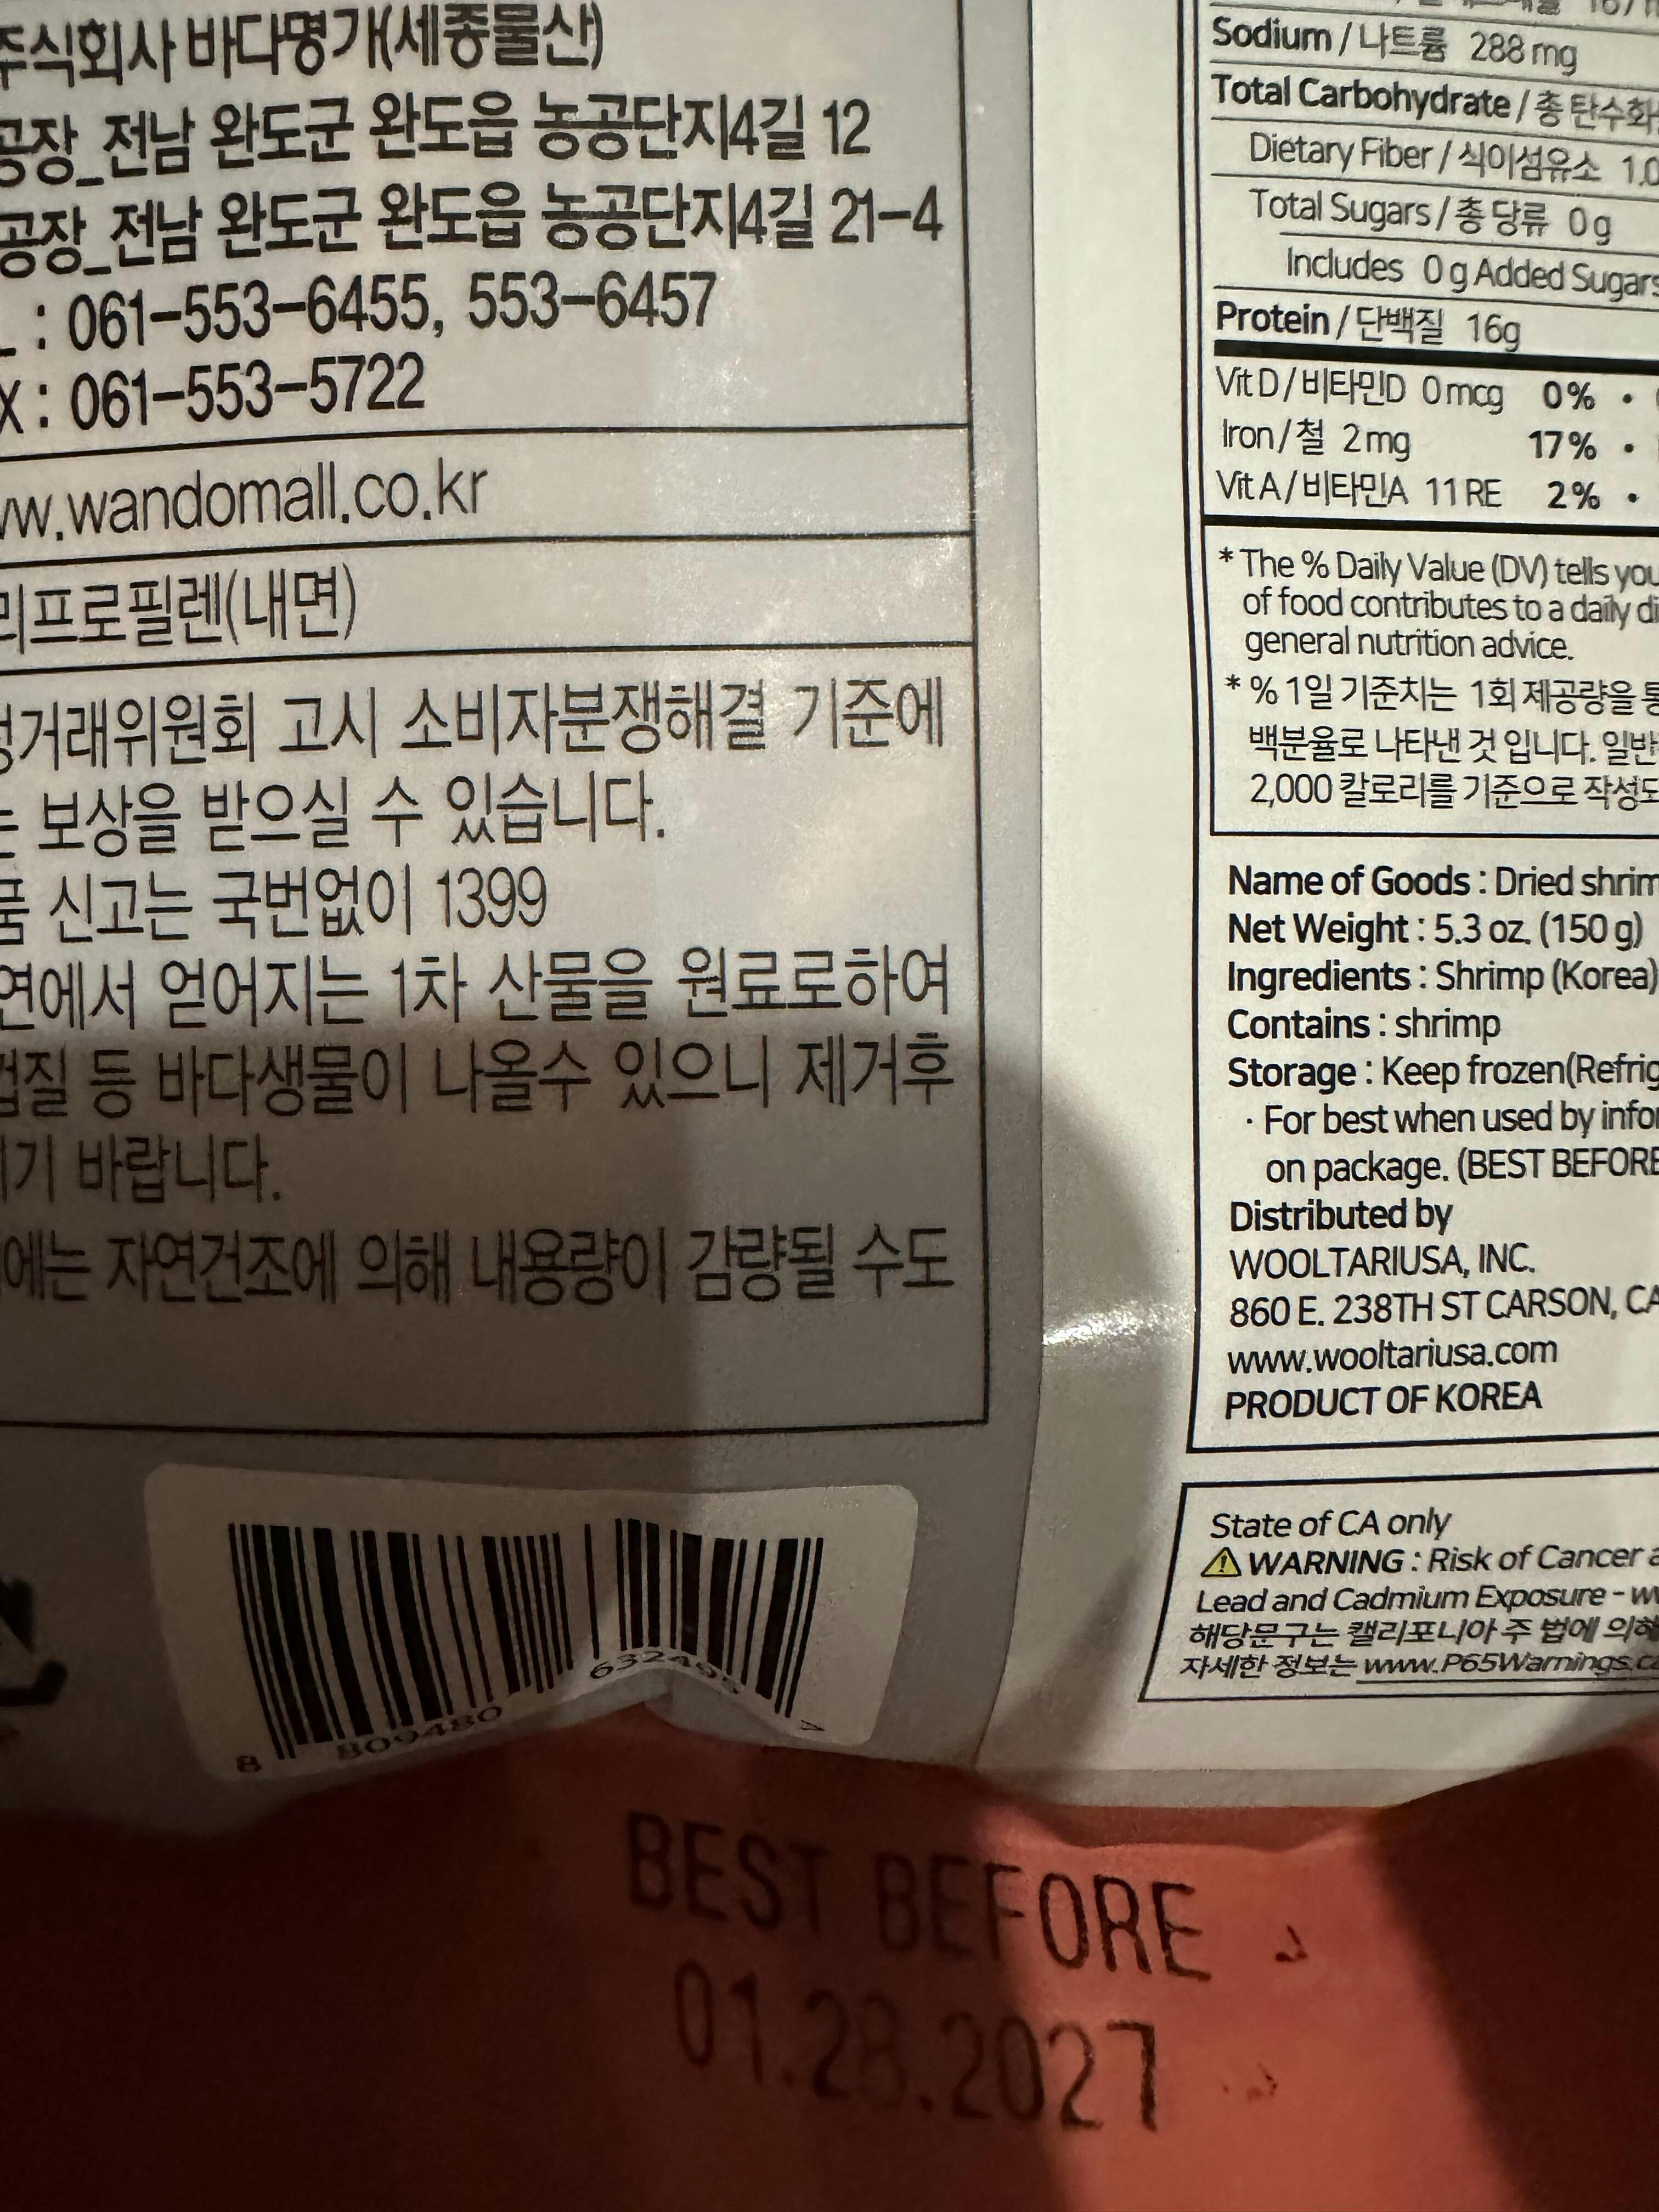 주식회사 바다명가(세종물산)
공장_전남 완도군 완도읍 농공단지4길 12
공장_전남 완도군 완도읍 농공단지4길 21-4
: 061-553-6455, 553-6457
X : 061-553-5722
www.wandomall.co.kr
리프로필렌(내면)
거래위원회 고시 소비자분쟁해결 기준에
는 보상을 받으실 수 있습니다.
품 신고는 국번없이 1399
연에서 얻어지는 1차 산물을 원료로하여
껍질 등 바다생물이 나올수 있으니 제거후
기 바랍니다.
에는 자연건조에 의해 내용량이 감량될 수도
8 809480 632495 7
BEST BEFORE
01.28.2027
Sodium / 나트륨 288 mg
Total Carbohydrate / 총 탄수화
Dietary Fiber / 식이섬유소 1.0
Total Sugars / 총 당류 0 g
Includes 0 g Added Sugars
Protein / 단백질 16g
Vit D / 비타민D 0 mcg 0% •
Iron / 철 2 mg 17% •
Vit A / 비타민A 11 RE 2% •
* The % Daily Value (DV) tells you
of food contributes to a daily di
general nutrition advice.
* % 1일 기준치는 1회 제공량을 통
백분율로 나타낸 것 입니다. 일반
2,000 칼로리를 기준으로 작성되
Name of Goods : Dried shrim
Net Weight : 5.3 oz. (150 g)
Ingredients : Shrimp (Korea)
Contains : shrimp
Storage : Keep frozen(Refrig
· For best when used by infor
on package. (BEST BEFORE
Distributed by
WOOLTARIUSA, INC.
860 E. 238TH ST CARSON, CA
www.wooltariusa.com
PRODUCT OF KOREA
State of CA only
⚠ WARNING : Risk of Cancer a
Lead and Cadmium Exposure - ww
해당문구는 캘리포니아 주 법에 의해
자세한 정보는 www.P65Warnings.ca